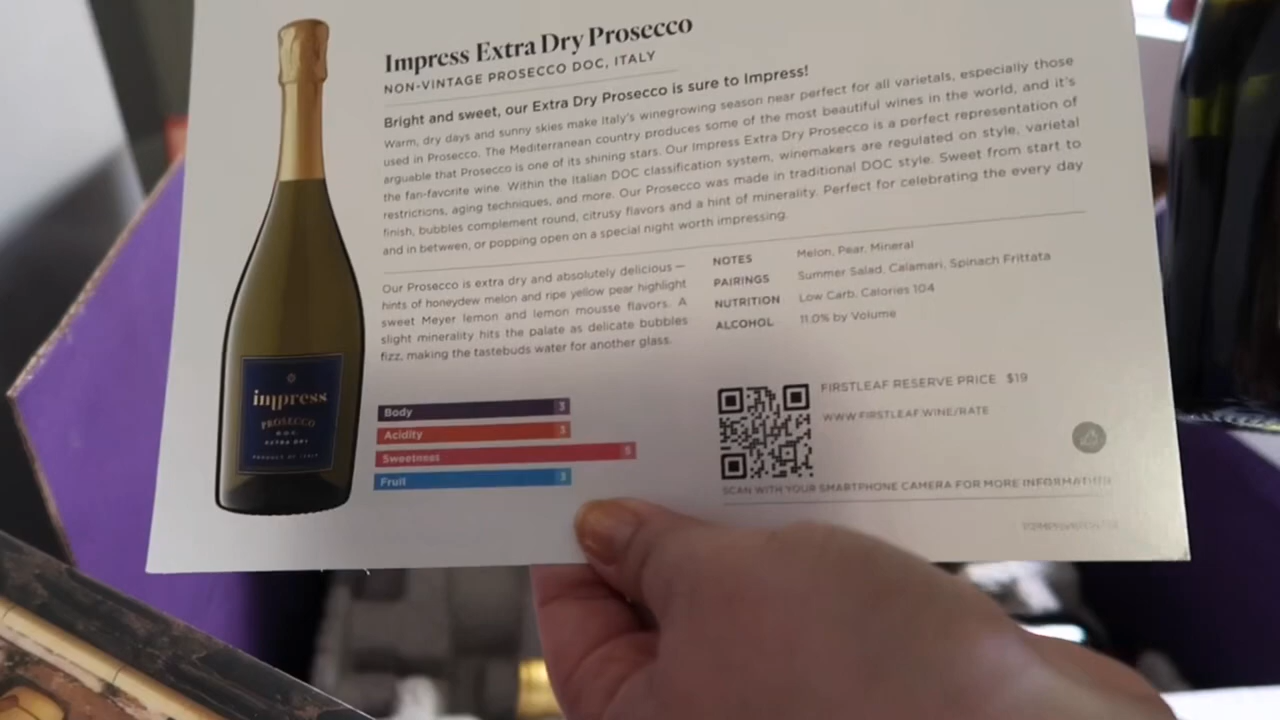 Impress Extra Dry Prosecco
NON-VINTAGE PROSECCO DOC, ITALY
Bright and sweet, our Extra Dry Prosecco is sure to Impress!
Warm, dry days and sunny skies make Italy's winegrowing season near perfect for all varietals, especially those
used in Prosecco. The Mediterranean country produces some of the most beautiful wines in the world, and it's
arguable that Prosecco is one of its shining stars. Our Impress Extra Dry Prosecco is a perfect representation of
the fan-favorite wine. Within the Italian DOC classification system, winemakers are regulated on style, varietal
restrictions, aging techniques, and more. Our Prosecco was made in traditional DOC style. Sweet from start to
finish, bubbles complement round, citrusy flavors and a hint of minerality. Perfect for celebrating the every day
and in between, or popping open on a special night worth impressing.
Our Prosecco is extra dry and absolutely delicious —
hints of honeydew melon and ripe yellow pear highlight
sweet Meyer lemon and lemon mousse flavors. A
slight minerality hits the palate as delicate bubbles
fizz, making the tastebuds water for another glass.
NOTES Melon, Pear, Mineral
PAIRINGS Summer Salad, Calamari, Spinach Frittata
NUTRITION Low Carb, Calories 104
ALCOHOL 11.0% by Volume
impress
PROSECCO
D.O.C.
EXTRA DRY
PRODUCT OF ITALY
Body 3
Acidity 3
Sweetness 5
Fruit 3
FIRSTLEAF RESERVE PRICE $19
WWW.FIRSTLEAF.WINE/RATE
SCAN WITH YOUR SMARTPHONE CAMERA FOR MORE INFORMATION